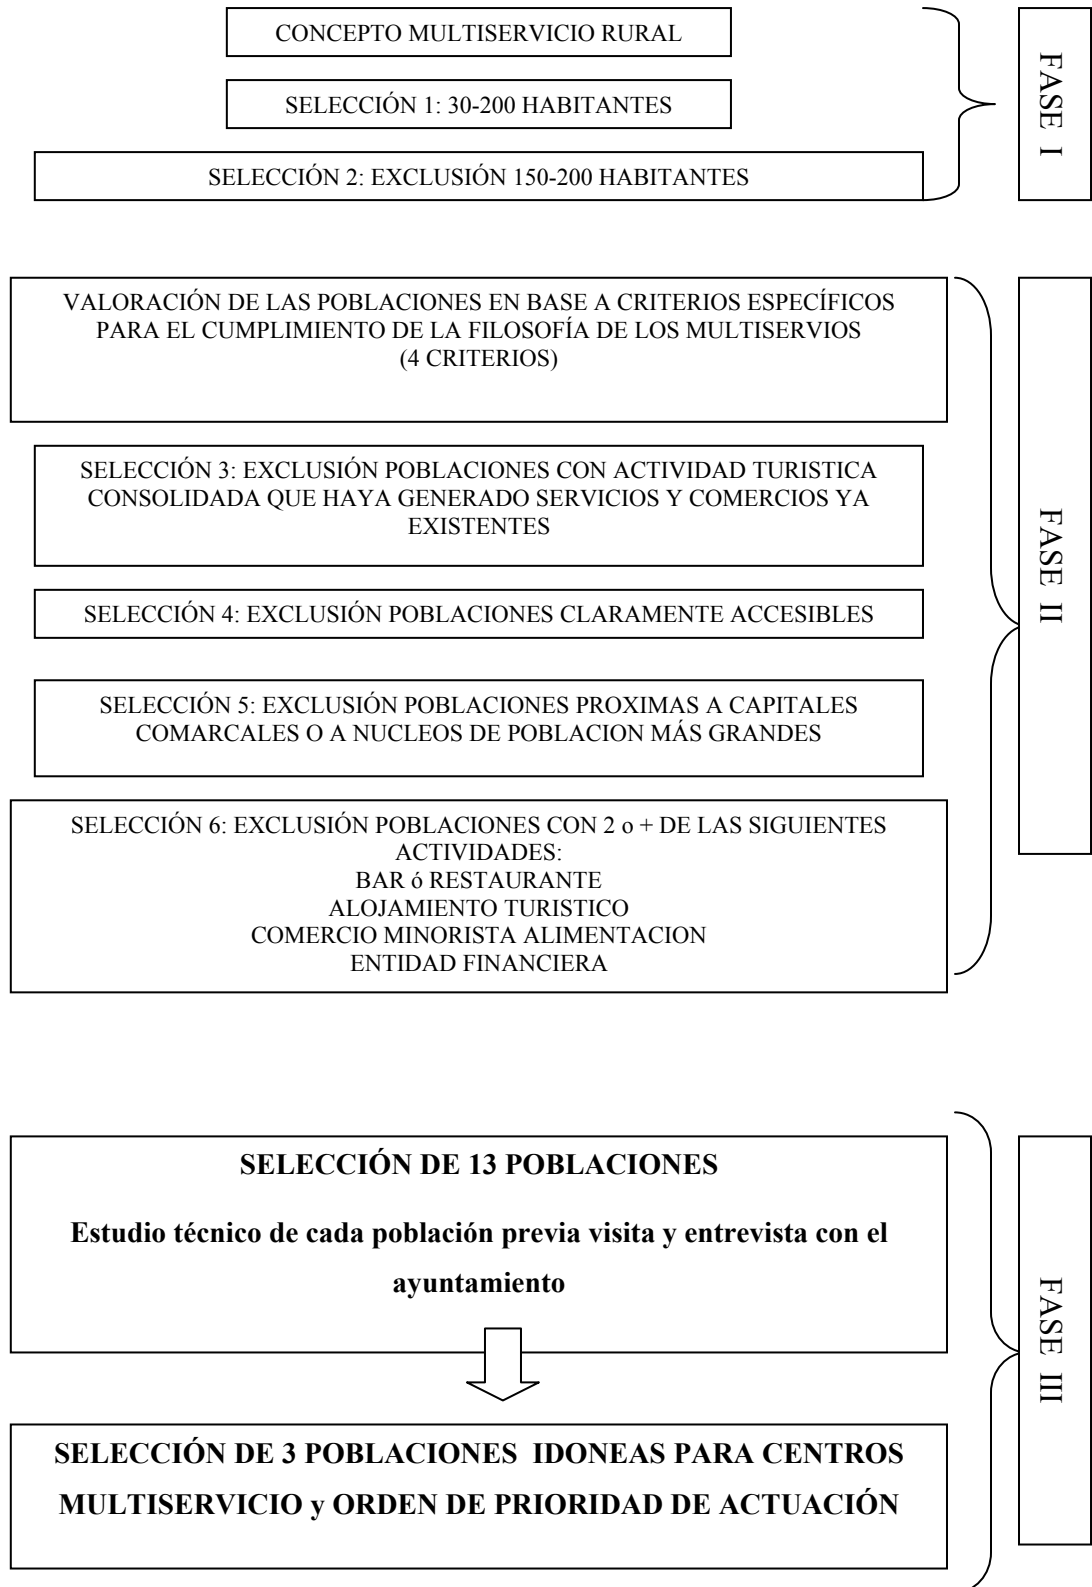 CONCEPTO MULTISERVICIO RURAL
SELECCIÓN 1: 30-200 HABITANTES
SELECCIÓN 2: EXCLUSIÓN 150-200 HABITANTES
FASE I
VALORACIÓN DE LAS POBLACIONES EN BASE A CRITERIOS ESPECÍFICOS
PARA EL CUMPLIMIENTO DE LA FILOSOFÍA DE LOS MULTISERVIOS
(4 CRITERIOS)
SELECCIÓN 3: EXCLUSIÓN POBLACIONES CON ACTIVIDAD TURISTICA
CONSOLIDADA QUE HAYA GENERADO SERVICIOS Y COMERCIOS YA
EXISTENTES
SELECCIÓN 4: EXCLUSIÓN POBLACIONES CLARAMENTE ACCESIBLES
SELECCIÓN 5: EXCLUSIÓN POBLACIONES PROXIMAS A CAPITALES
COMARCALES O A NUCLEOS DE POBLACION MÁS GRANDES
SELECCIÓN 6: EXCLUSIÓN POBLACIONES CON 2 o + DE LAS SIGUIENTES
ACTIVIDADES:
BAR ó RESTAURANTE
ALOJAMIENTO TURISTICO
COMERCIO MINORISTA ALIMENTACION
ENTIDAD FINANCIERA
FASE II
SELECCIÓN DE 13 POBLACIONES
Estudio técnico de cada población previa visita y entrevista con el
ayuntamiento
SELECCIÓN DE 3 POBLACIONES IDONEAS PARA CENTROS
MULTISERVICIO y ORDEN DE PRIORIDAD DE ACTUACIÓN
FASE III